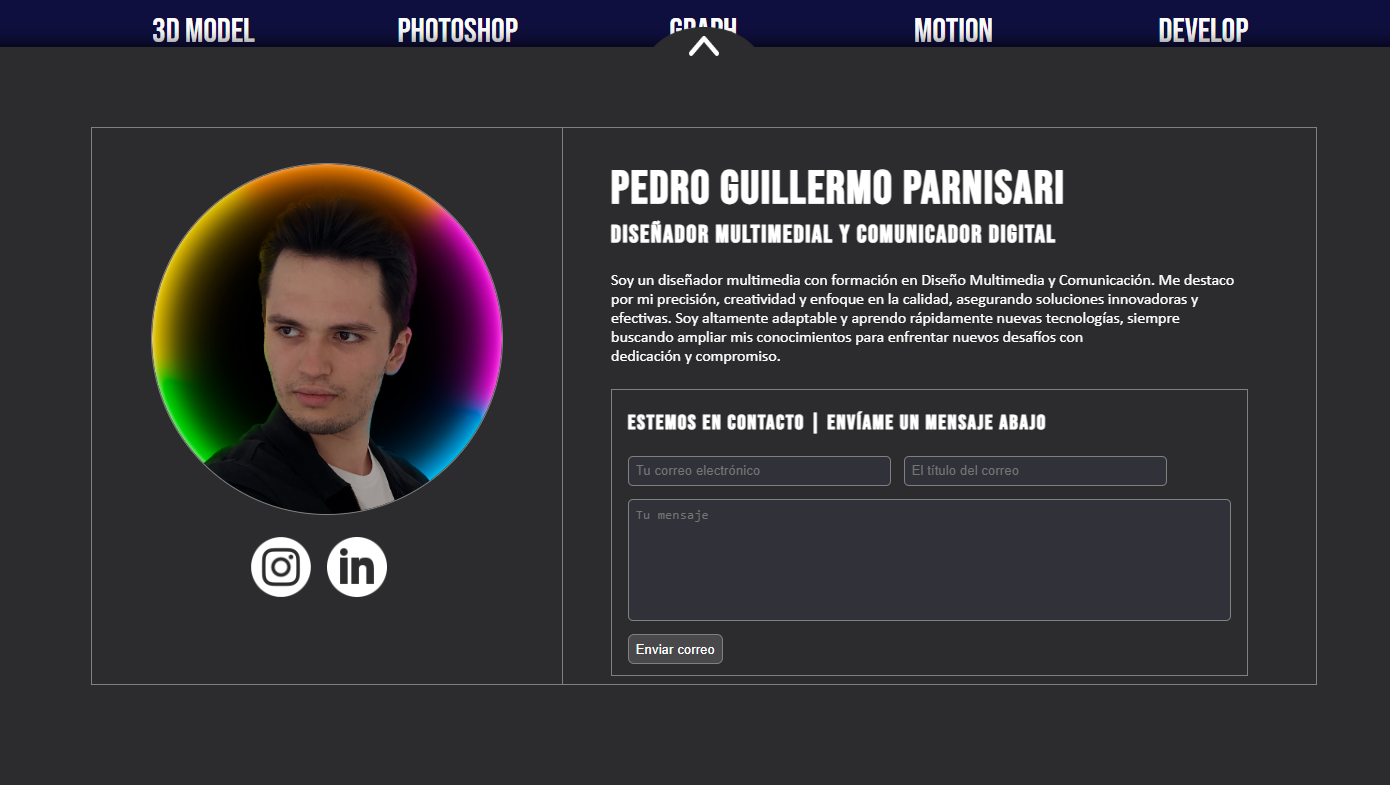 3D MODEL
PHOTOSHOP
GRAPH
MOTION
DEVELOP
PEDRO GUILLERMO PARNISARI
DISEÑADOR MULTIMEDIAL Y COMUNICADOR DIGITAL
Soy un diseñador multimedia con formación en Diseño Multimedia y Comunicación. Me destaco
por mi precisión, creatividad y enfoque en la calidad, asegurando soluciones innovadoras y
efectivas. Soy altamente adaptable y aprendo rápidamente nuevas tecnologías, siempre
buscando ampliar mis conocimientos para enfrentar nuevos desafíos con
dedicación y compromiso.
ESTEMOS EN CONTACTO | ENVÍAME UN MENSAJE ABAJO
Tu correo electrónico
El título del correo
Tu mensaje
Enviar correo
in